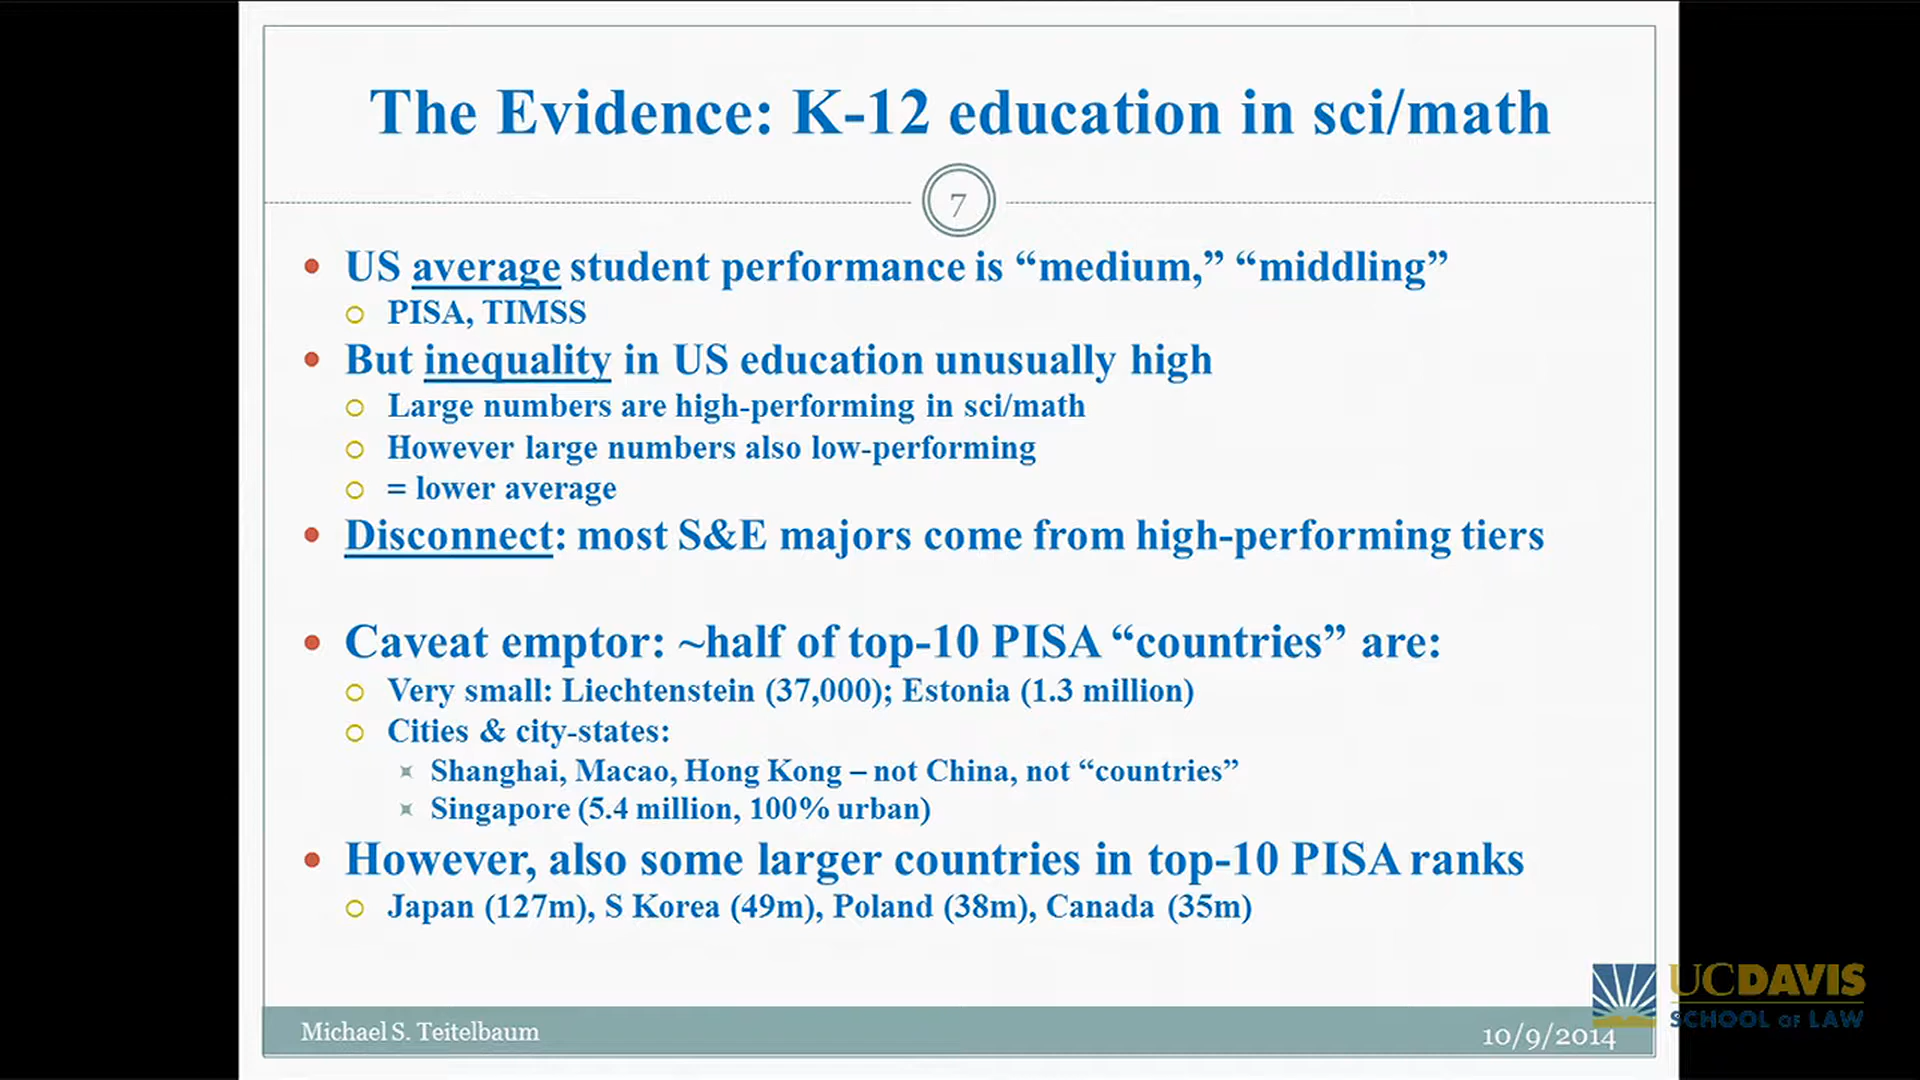 The Evidence: K-12 education in sci/math
7
US average student performance is “medium,” “middling”
PISA, TIMSS
But inequality in US education unusually high
Large numbers are high-performing in sci/math
However large numbers also low-performing
= lower average
Disconnect: most S&E majors come from high-performing tiers
Caveat emptor: ~half of top-10 PISA “countries” are:
Very small: Liechtenstein (37,000); Estonia (1.3 million)
Cities & city-states:
Shanghai, Macao, Hong Kong – not China, not “countries”
Singapore (5.4 million, 100% urban)
However, also some larger countries in top-10 PISA ranks
Japan (127m), S Korea (49m), Poland (38m), Canada (35m)
Michael S. Teitelbaum
10/9/2014
UCDAVIS
SCHOOL OF LAW